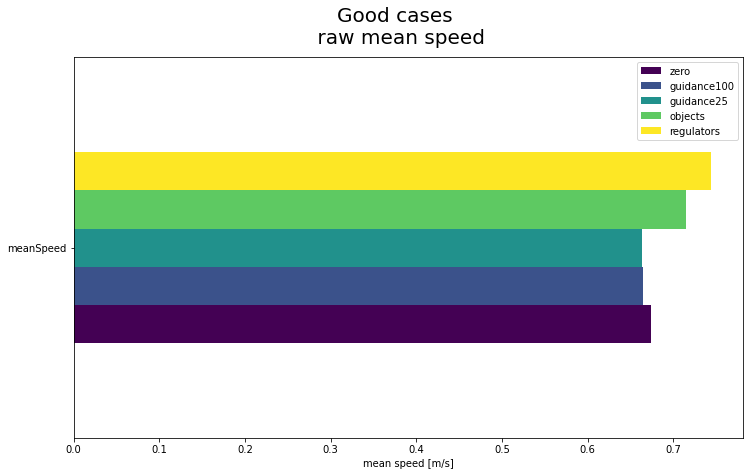 Good cases
raw mean speed
zero
guidance100
guidance25
objects
regulators
meanSpeed
0.0 0.1 0.2 0.3 0.4 0.5 0.6 0.7
mean speed [m/s]